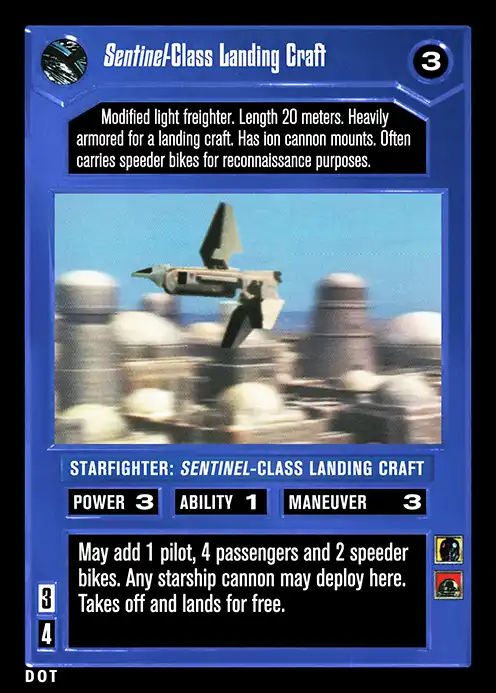 Sentinel-Class Landing Craft
3
Modified light freighter. Length 20 meters. Heavily
armored for a landing craft. Has ion cannon mounts. Often
carries speeder bikes for reconnaissance purposes.
STARFIGHTER: SENTINEL-CLASS LANDING CRAFT
POWER 3 ABILITY 1 MANEUVER 3
May add 1 pilot, 4 passengers and 2 speeder
bikes. Any starship cannon may deploy here.
Takes off and lands for free.
3
4
DOT